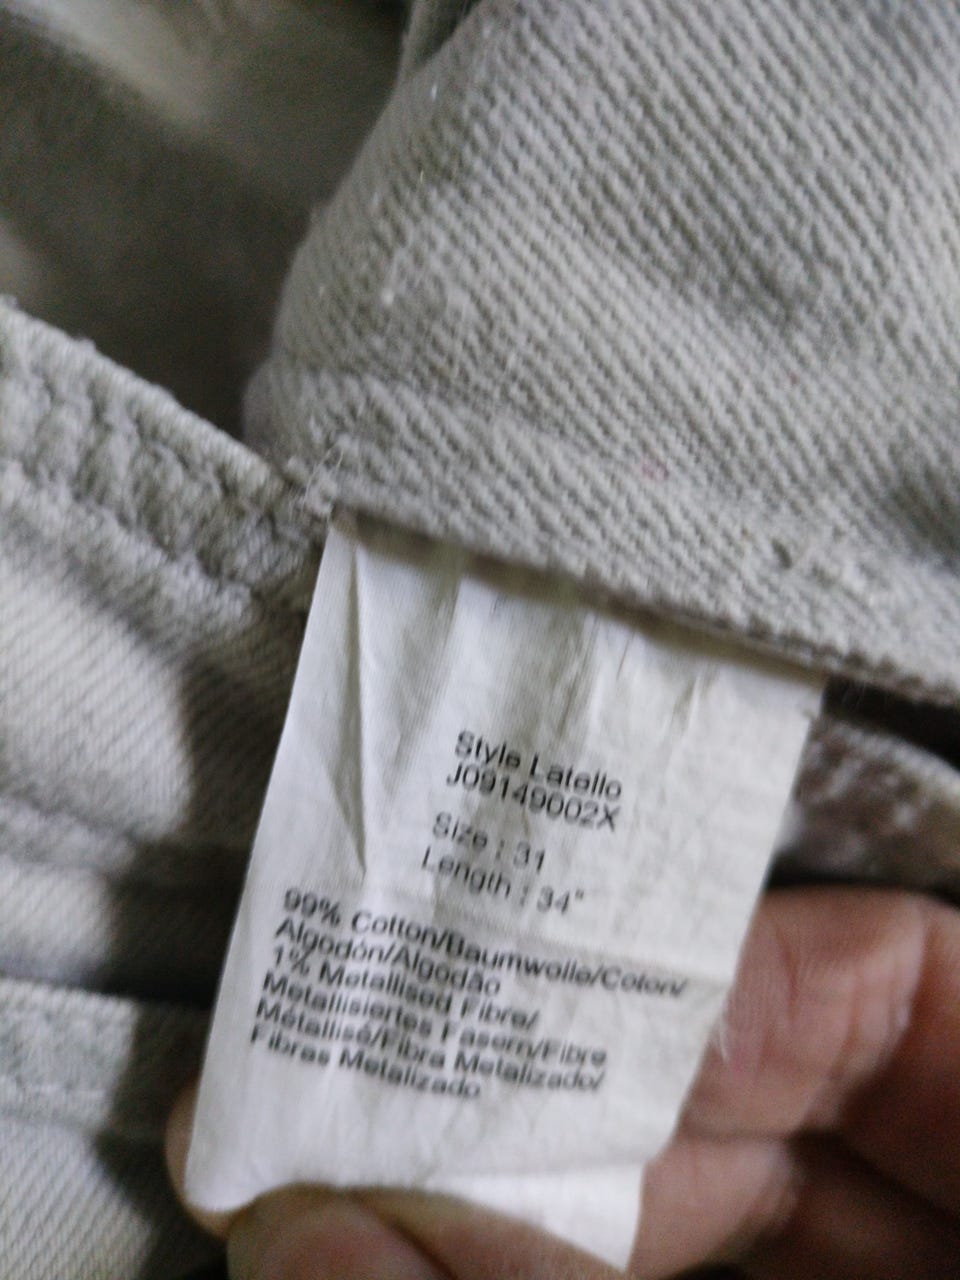 Style Latello
J09149002X
Size : 31
Length : 34"
99% Cotton/Baumwolle/Coton/
Algodón/Algodão
1% Metallised Fibre/
Metallisiertes Fasern/Fibre
Métallisé/Fibra Metalizado/
Fibras Metalizado